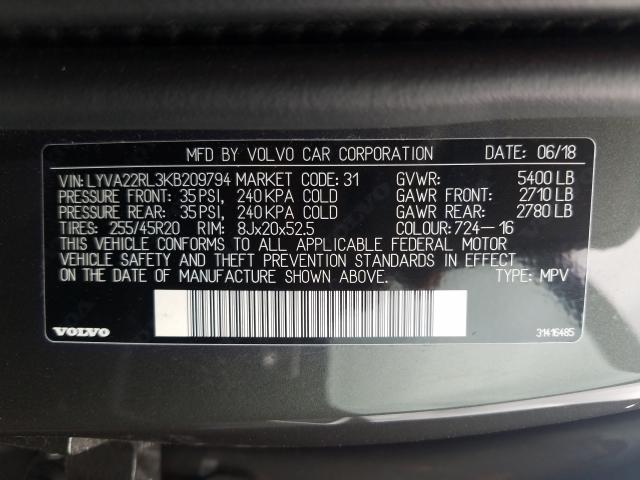 MFD BY VOLVO CAR CORPORATION DATE: 06/18
VIN: LYVA22RL3KB209794 MARKET CODE: 31 GVWR: 5400 LB
PRESSURE FRONT: 35 PSI, 240 KPA COLD GAWR FRONT: 2710 LB
PRESSURE REAR: 35 PSI, 240 KPA COLD GAWR REAR: 2780 LB
TIRES: 255/45R20 RIM: 8Jx20x52.5 COLOUR: 724-16
THIS VEHICLE CONFORMS TO ALL APPLICABLE FEDERAL MOTOR
VEHICLE SAFETY AND THEFT PREVENTION STANDARDS IN EFFECT
ON THE DATE OF MANUFACTURE SHOWN ABOVE. TYPE: MPV
VOLVO 31416485